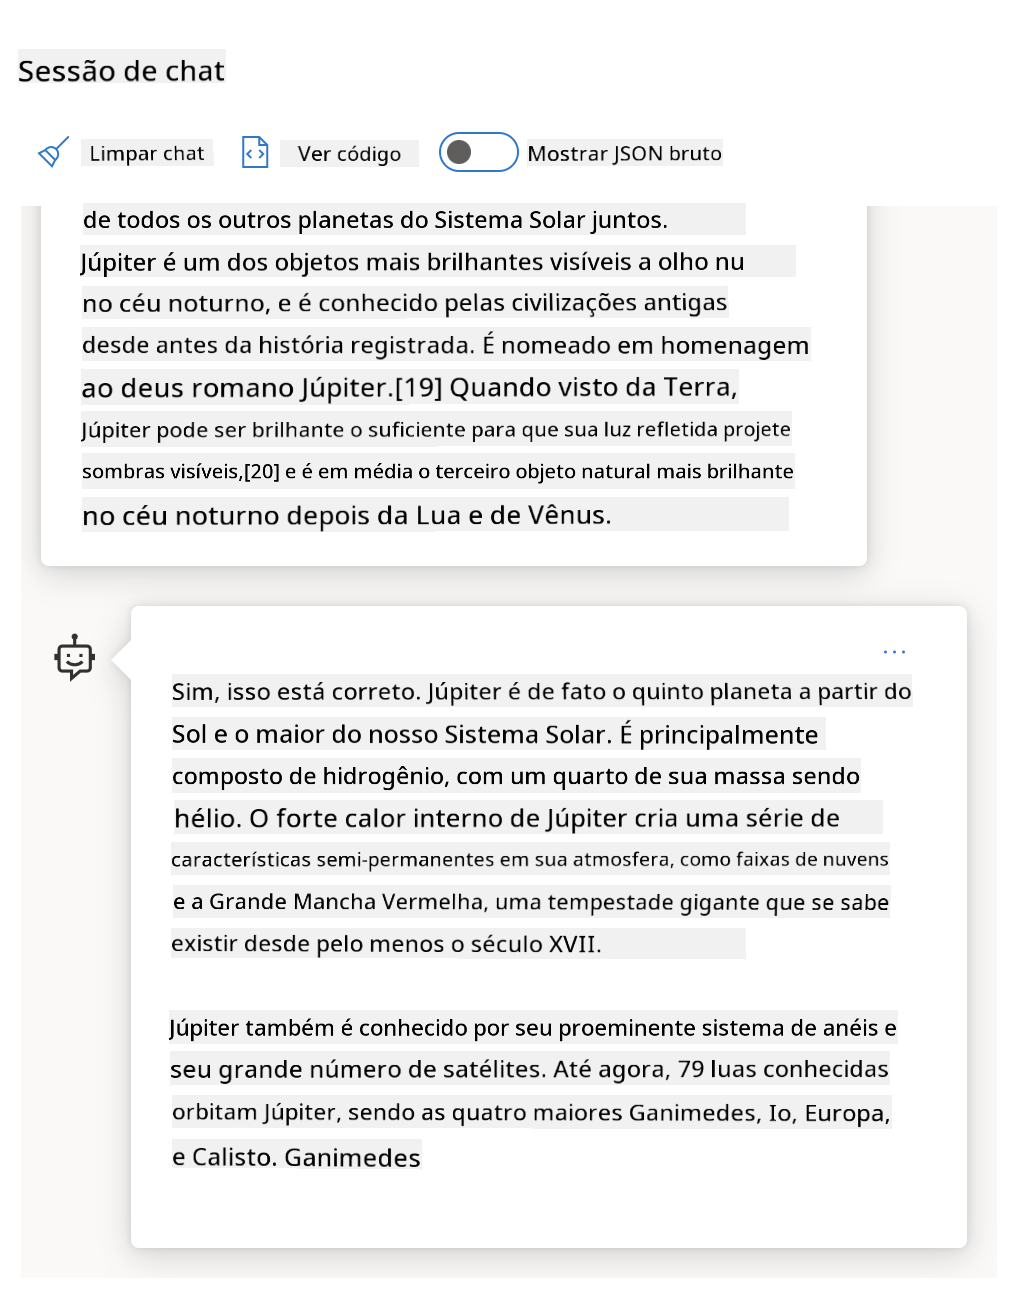 Sessão de chat
Limpar chat
Ver código
Mostrar JSON bruto
de todos os outros planetas do Sistema Solar juntos.
Júpiter é um dos objetos mais brilhantes visíveis a olho nu
no céu noturno, e é conhecido pelas civilizações antigas
desde antes da história registrada. É nomeado em homenagem
ao deus romano Júpiter.[19] Quando visto da Terra,
Júpiter pode ser brilhante o suficiente para que sua luz refletida projete
sombras visíveis,[20] e é em média o terceiro objeto natural mais brilhante
no céu noturno depois da Lua e de Vênus.
Sim, isso está correto. Júpiter é de fato o quinto planeta a partir do
Sol e o maior do nosso Sistema Solar. É principalmente
composto de hidrogênio, com um quarto de sua massa sendo
hélio. O forte calor interno de Júpiter cria uma série de
características semi-permanentes em sua atmosfera, como faixas de nuvens
e a Grande Mancha Vermelha, uma tempestade gigante que se sabe
existir desde pelo menos o século XVII.
Júpiter também é conhecido por seu proeminente sistema de anéis e
seu grande número de satélites. Até agora, 79 luas conhecidas
orbitam Júpiter, sendo as quatro maiores Ganimedes, Io, Europa,
e Calisto. Ganimedes